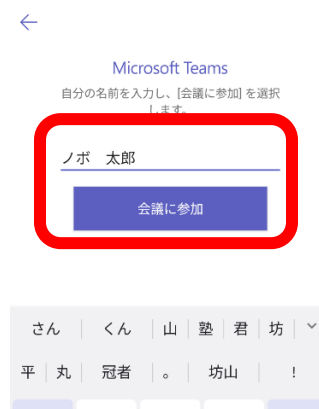 Microsoft Teams
自分の名前を入力し、[会議に参加] を選択
します。
ノボ　太郎
会議に参加
さん くん 山 塾 君 坊
平 丸 冠者 。 坊山 !